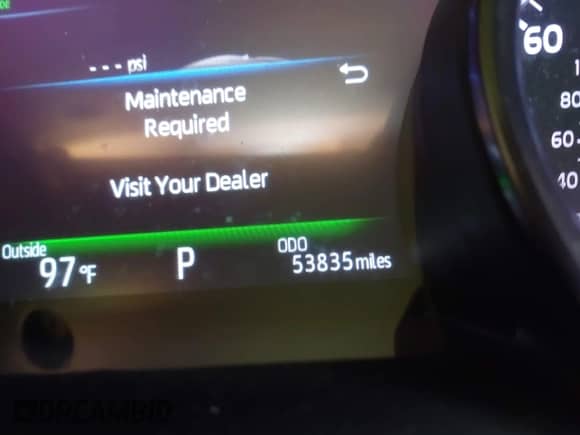 --- psi
Maintenance
Required
Visit Your Dealer
Outside
97°F
P
ODO
53835 miles
60
80
60
40